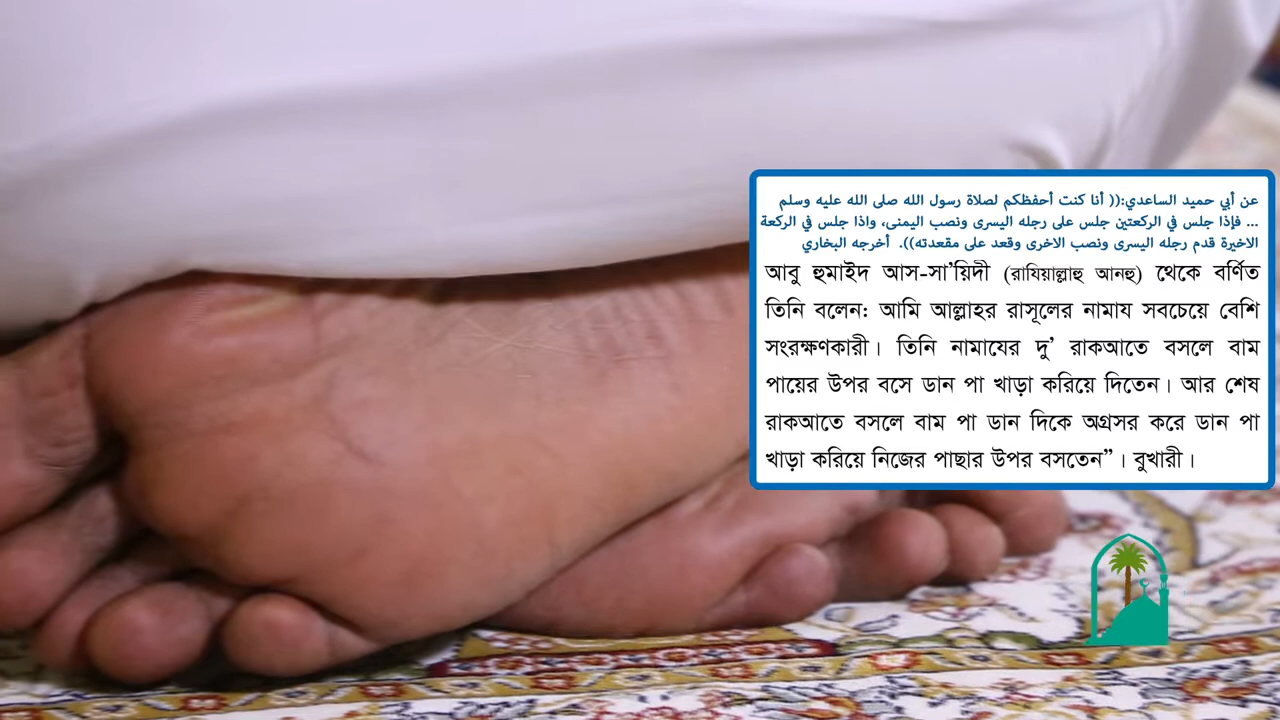 عن أبي حميد الساعدي:(( أنا كنت أحفظكم لصلاة رسول الله صلى الله عليه وسلم
... فإذا جلس في الركعتين جلس على رجله اليسرى ونصب اليمنى، واذا جلس في الركعة
الاخيرة قدم رجله اليسرى ونصب الاخرى وقعد على مقعدته)). أخرجه البخاري
আবু হুমাইদ আস-সা’য়িদী (রাযিয়াল্লাহু আনহু) থেকে বর্ণিত
তিনি বলেন: আমি আল্লাহর রাসূলের নামায সবচেয়ে বেশি
সংরক্ষণকারী। তিনি নামাযের দু’ রাকআতে বসলে বাম
পায়ের উপর বসে ডান পা খাড়া করিয়ে দিতেন। আর শেষ
রাকআতে বসলে বাম পা ডান দিকে অগ্রসর করে ডান পা
খাড়া করিয়ে নিজের পাছার উপর বসতেন”। বুখারী।